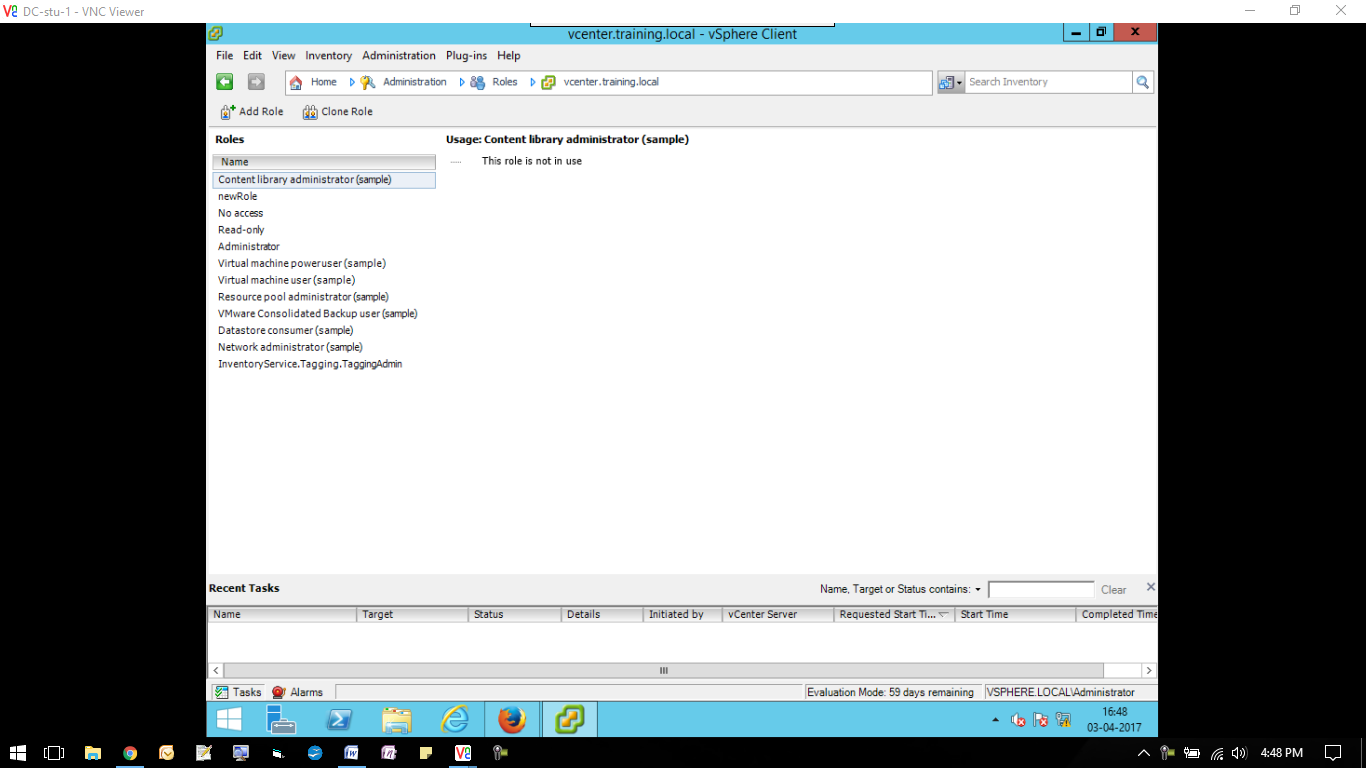 DC-stu-1 - VNC Viewer
vcenter.training.local - vSphere Client
File Edit View Inventory Administration Plug-ins Help
Home Administration Roles vcenter.training.local Search Inventory
Add Role Clone Role
Roles
Usage: Content library administrator (sample)
Name
This role is not in use
Content library administrator (sample)
newRole
No access
Read-only
Administrator
Virtual machine power user (sample)
Virtual machine user (sample)
Resource pool administrator (sample)
VMware Consolidated Backup user (sample)
Datastore consumer (sample)
Network administrator (sample)
InventoryService.Tagging.TaggingAdmin
Recent Tasks
Name, Target or Status contains: Clear
Name Target Status Details Initiated by vCenter Server Requested Start Ti... Start Time Completed Time
Tasks Alarms Evaluation Mode: 59 days remaining VSPHERE.LOCAL\Administrator
16:48
03-04-2017
4:48 PM